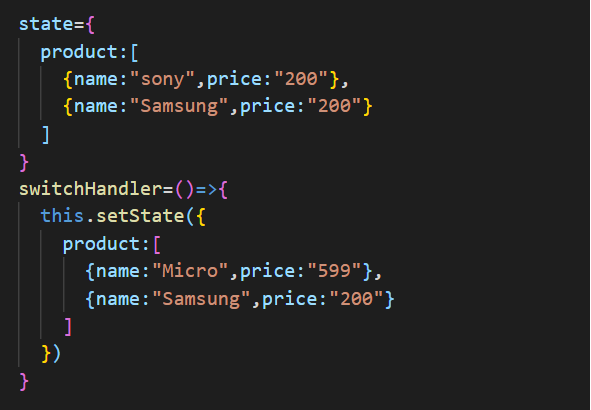 state={
product:[
{name:"sony",price:"200"},
{name:"Samsung",price:"200"}
]
}
switchHandler=()=>{
this.setState({
product:[
{name:"Micro",price:"599"},
{name:"Samsung",price:"200"}
]
})
}